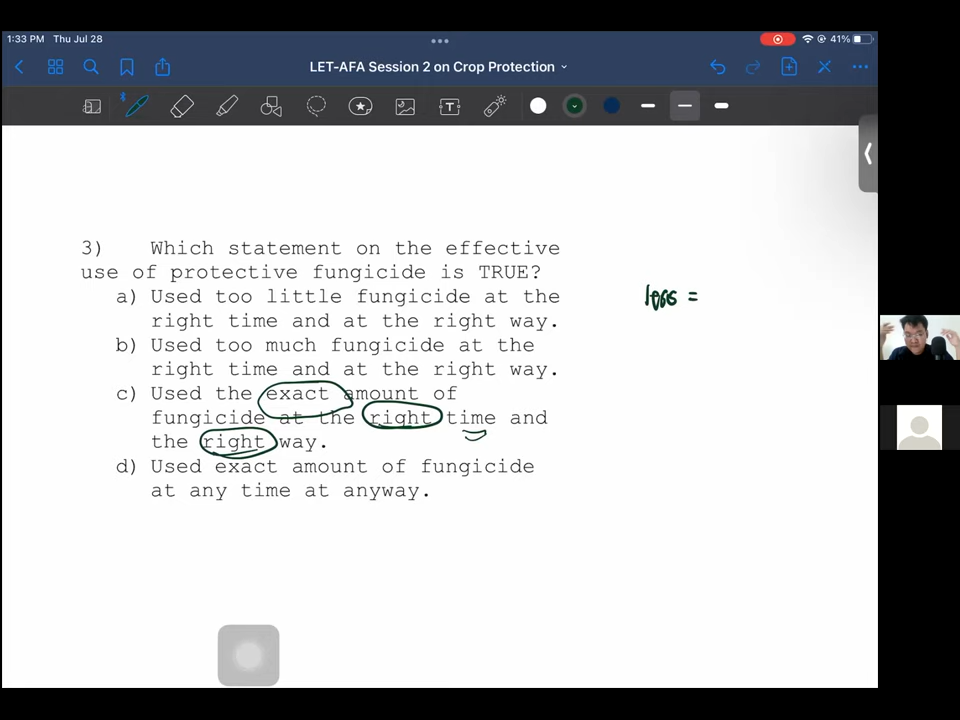 1:33 PM Thu Jul 28
41%
LET-AFA Session 2 on Crop Protection
3) Which statement on the effective
use of protective fungicide is TRUE?
a) Used too little fungicide at the
right time and at the right way.
b) Used too much fungicide at the
right time and at the right way.
c) Used the exact amount of
fungicide at the right time and
the right way.
d) Used exact amount of fungicide
at any time at anyway.
less =